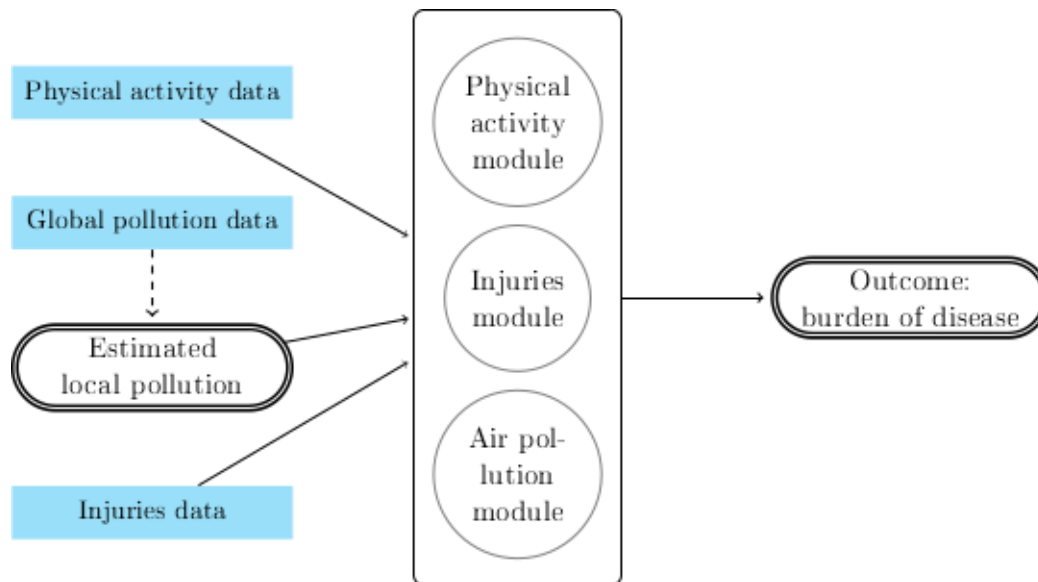 Physical activity data
Global pollution data
Estimated
local pollution
Injuries data
Physical
activity
module
Injuries
module
Air pol-
lution
module
Outcome:
burden of disease